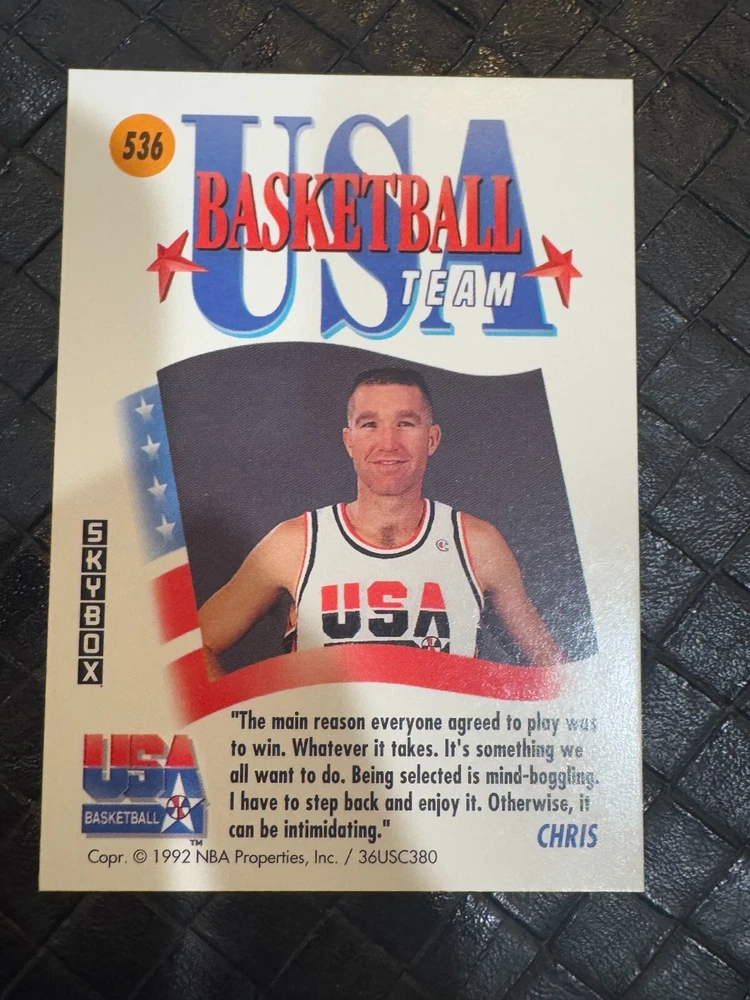 536
USA
BASKETBALL
TEAM
USA
SKYBOX
"The main reason everyone agreed to play was
to win. Whatever it takes. It's something we
all want to do. Being selected is mind-boggling.
I have to step back and enjoy it. Otherwise, it
can be intimidating."
CHRIS
USA
BASKETBALL
TM
Copr. © 1992 NBA Properties, Inc. / 36USC380